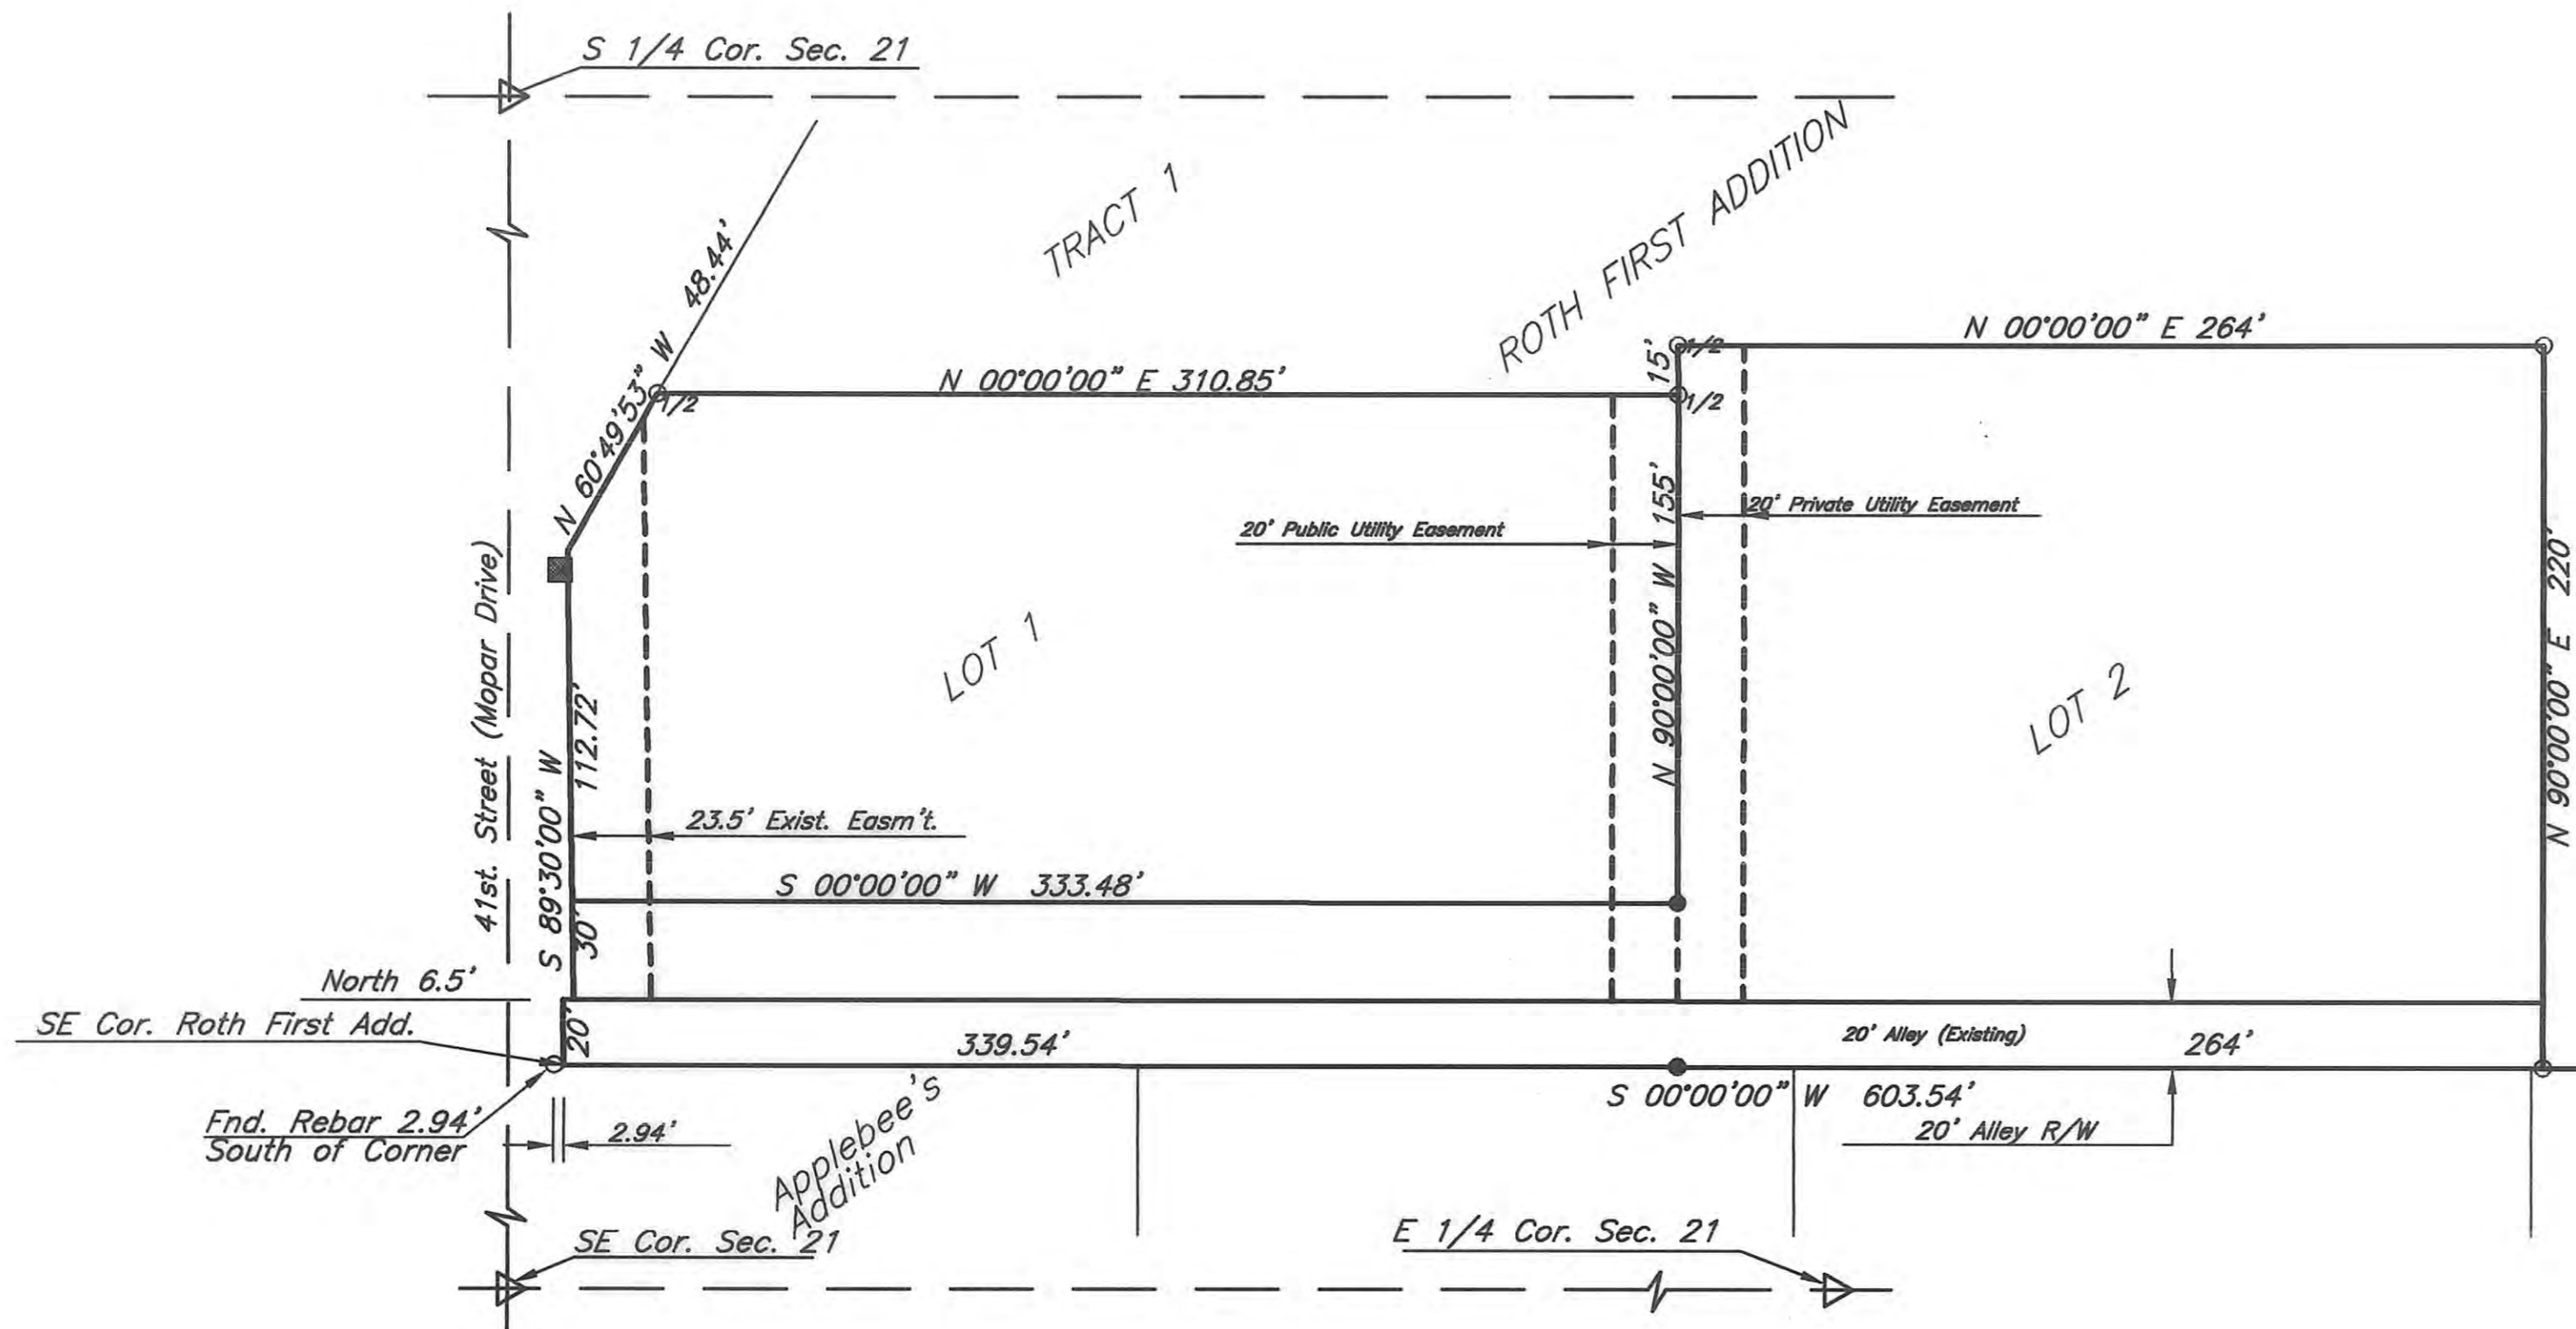 S 1/4 Cor. Sec. 21
TRACT 1
ROTH FIRST ADDITION
N 60°49'53" W 48.44'
1/2
N 00°00'00" E 310.85'
15'
1/2
1/2
N 00°00'00" E 264'
20' Public Utility Easement
N 90°00'00" W 155'
20' Private Utility Easement
N 90°00'00" E 220'
LOT 1
LOT 2
41st. Street (Mopar Drive)
S 89°30'00" W
112.72'
23.5' Exist. Easm't.
S 00°00'00" W 333.48'
30'
North 6.5'
SE Cor. Roth First Add.
20'
339.54'
20' Alley (Existing)
264'
Fnd. Rebar 2.94'
South of Corner
2.94'
Applebee's
Addition
S 00°00'00" W 603.54'
20' Alley R/W
SE Cor. Sec. 21
E 1/4 Cor. Sec. 21